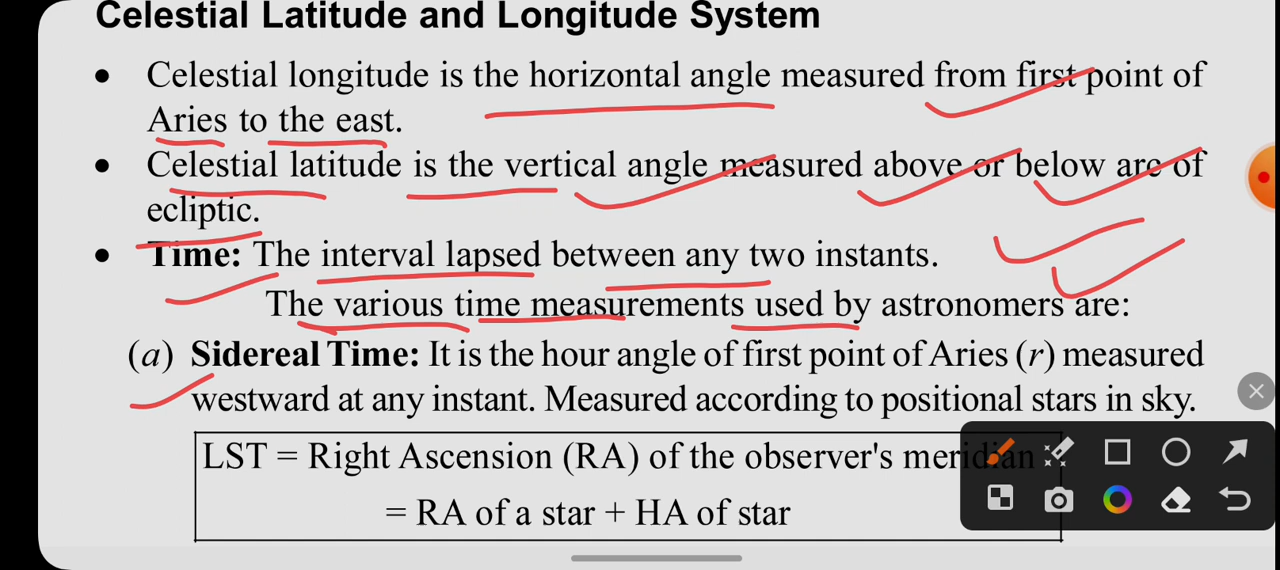 Celestial Latitude and Longitude System
• Celestial longitude is the horizontal angle measured from first point of
Aries to the east.
• Celestial latitude is the vertical angle measured above or below are of
ecliptic.
• Time: The interval lapsed between any two instants.
The various time measurements used by astronomers are:
(a) Sidereal Time: It is the hour angle of first point of Aries (r) measured
westward at any instant. Measured according to positional stars in sky.
LST = Right Ascension (RA) of the observer's meridian
= RA of a star + HA of star